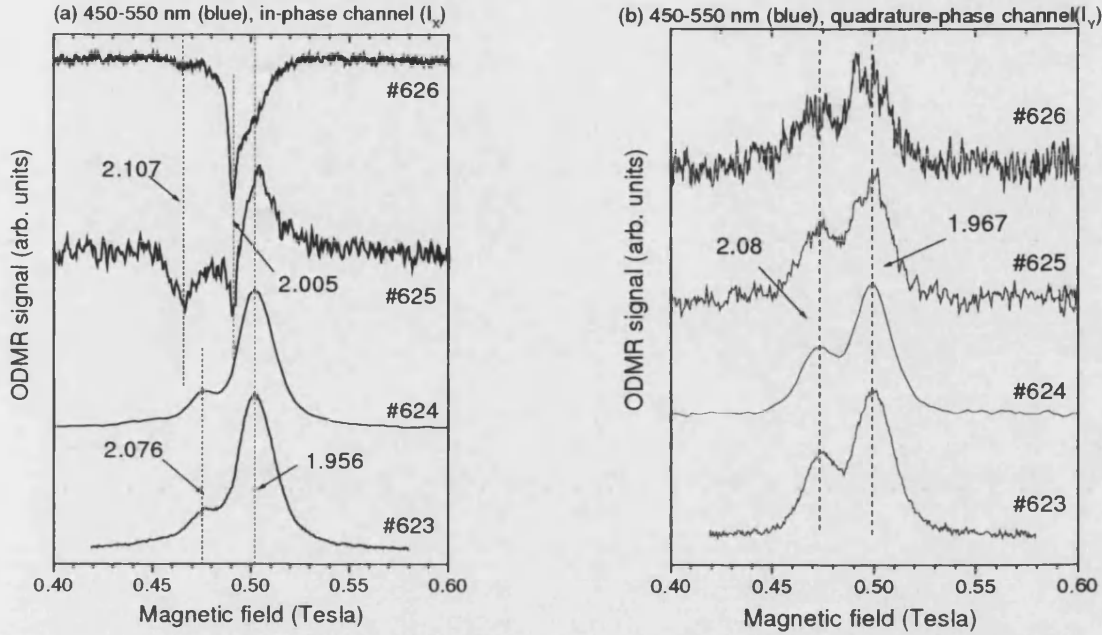 (a) 450-550 nm (blue), in-phase channel (Iₓ)
#626
2.107
2.005
#625
#624
2.076
1.956
#623
ODMR signal (arb. units)
0.40 0.45 0.50 0.55 0.60
Magnetic field (Tesla)
(b) 450-550 nm (blue), quadrature-phase channel(I_Y)
#626
1.967
2.08
#625
#624
#623
ODMR signal (arb. units)
0.40 0.45 0.50 0.55 0.60
Magnetic field (Tesla)